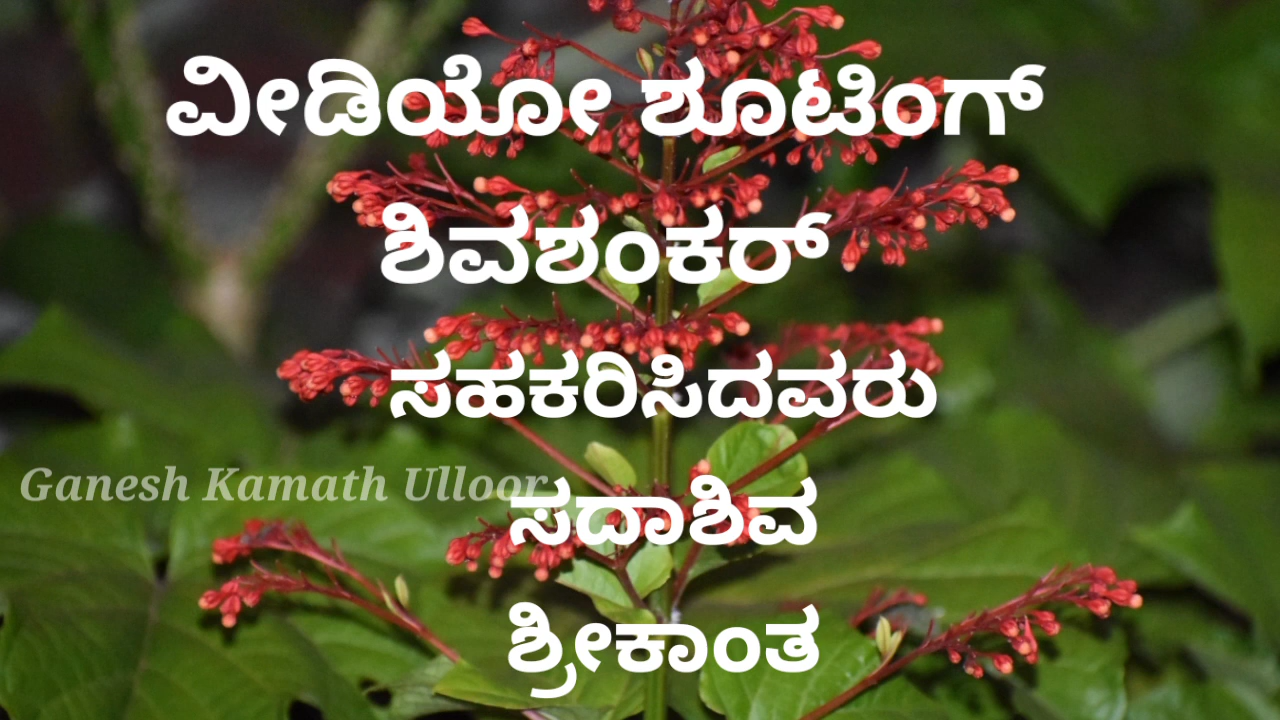 ವೀಡಿಯೋ ಶೂಟಿಂಗ್
ಶಿವಶಂಕರ್
ಸಹಕರಿಸಿದವರು
Ganesh Kamath Ulloor
ಸದಾಶಿವ
ಶ್ರೀಕಾಂತ